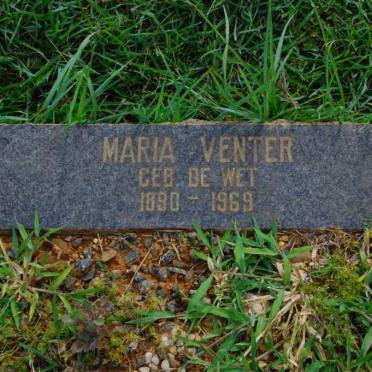 MARIA VENTER
GEB. DE WET
1890 - 1969